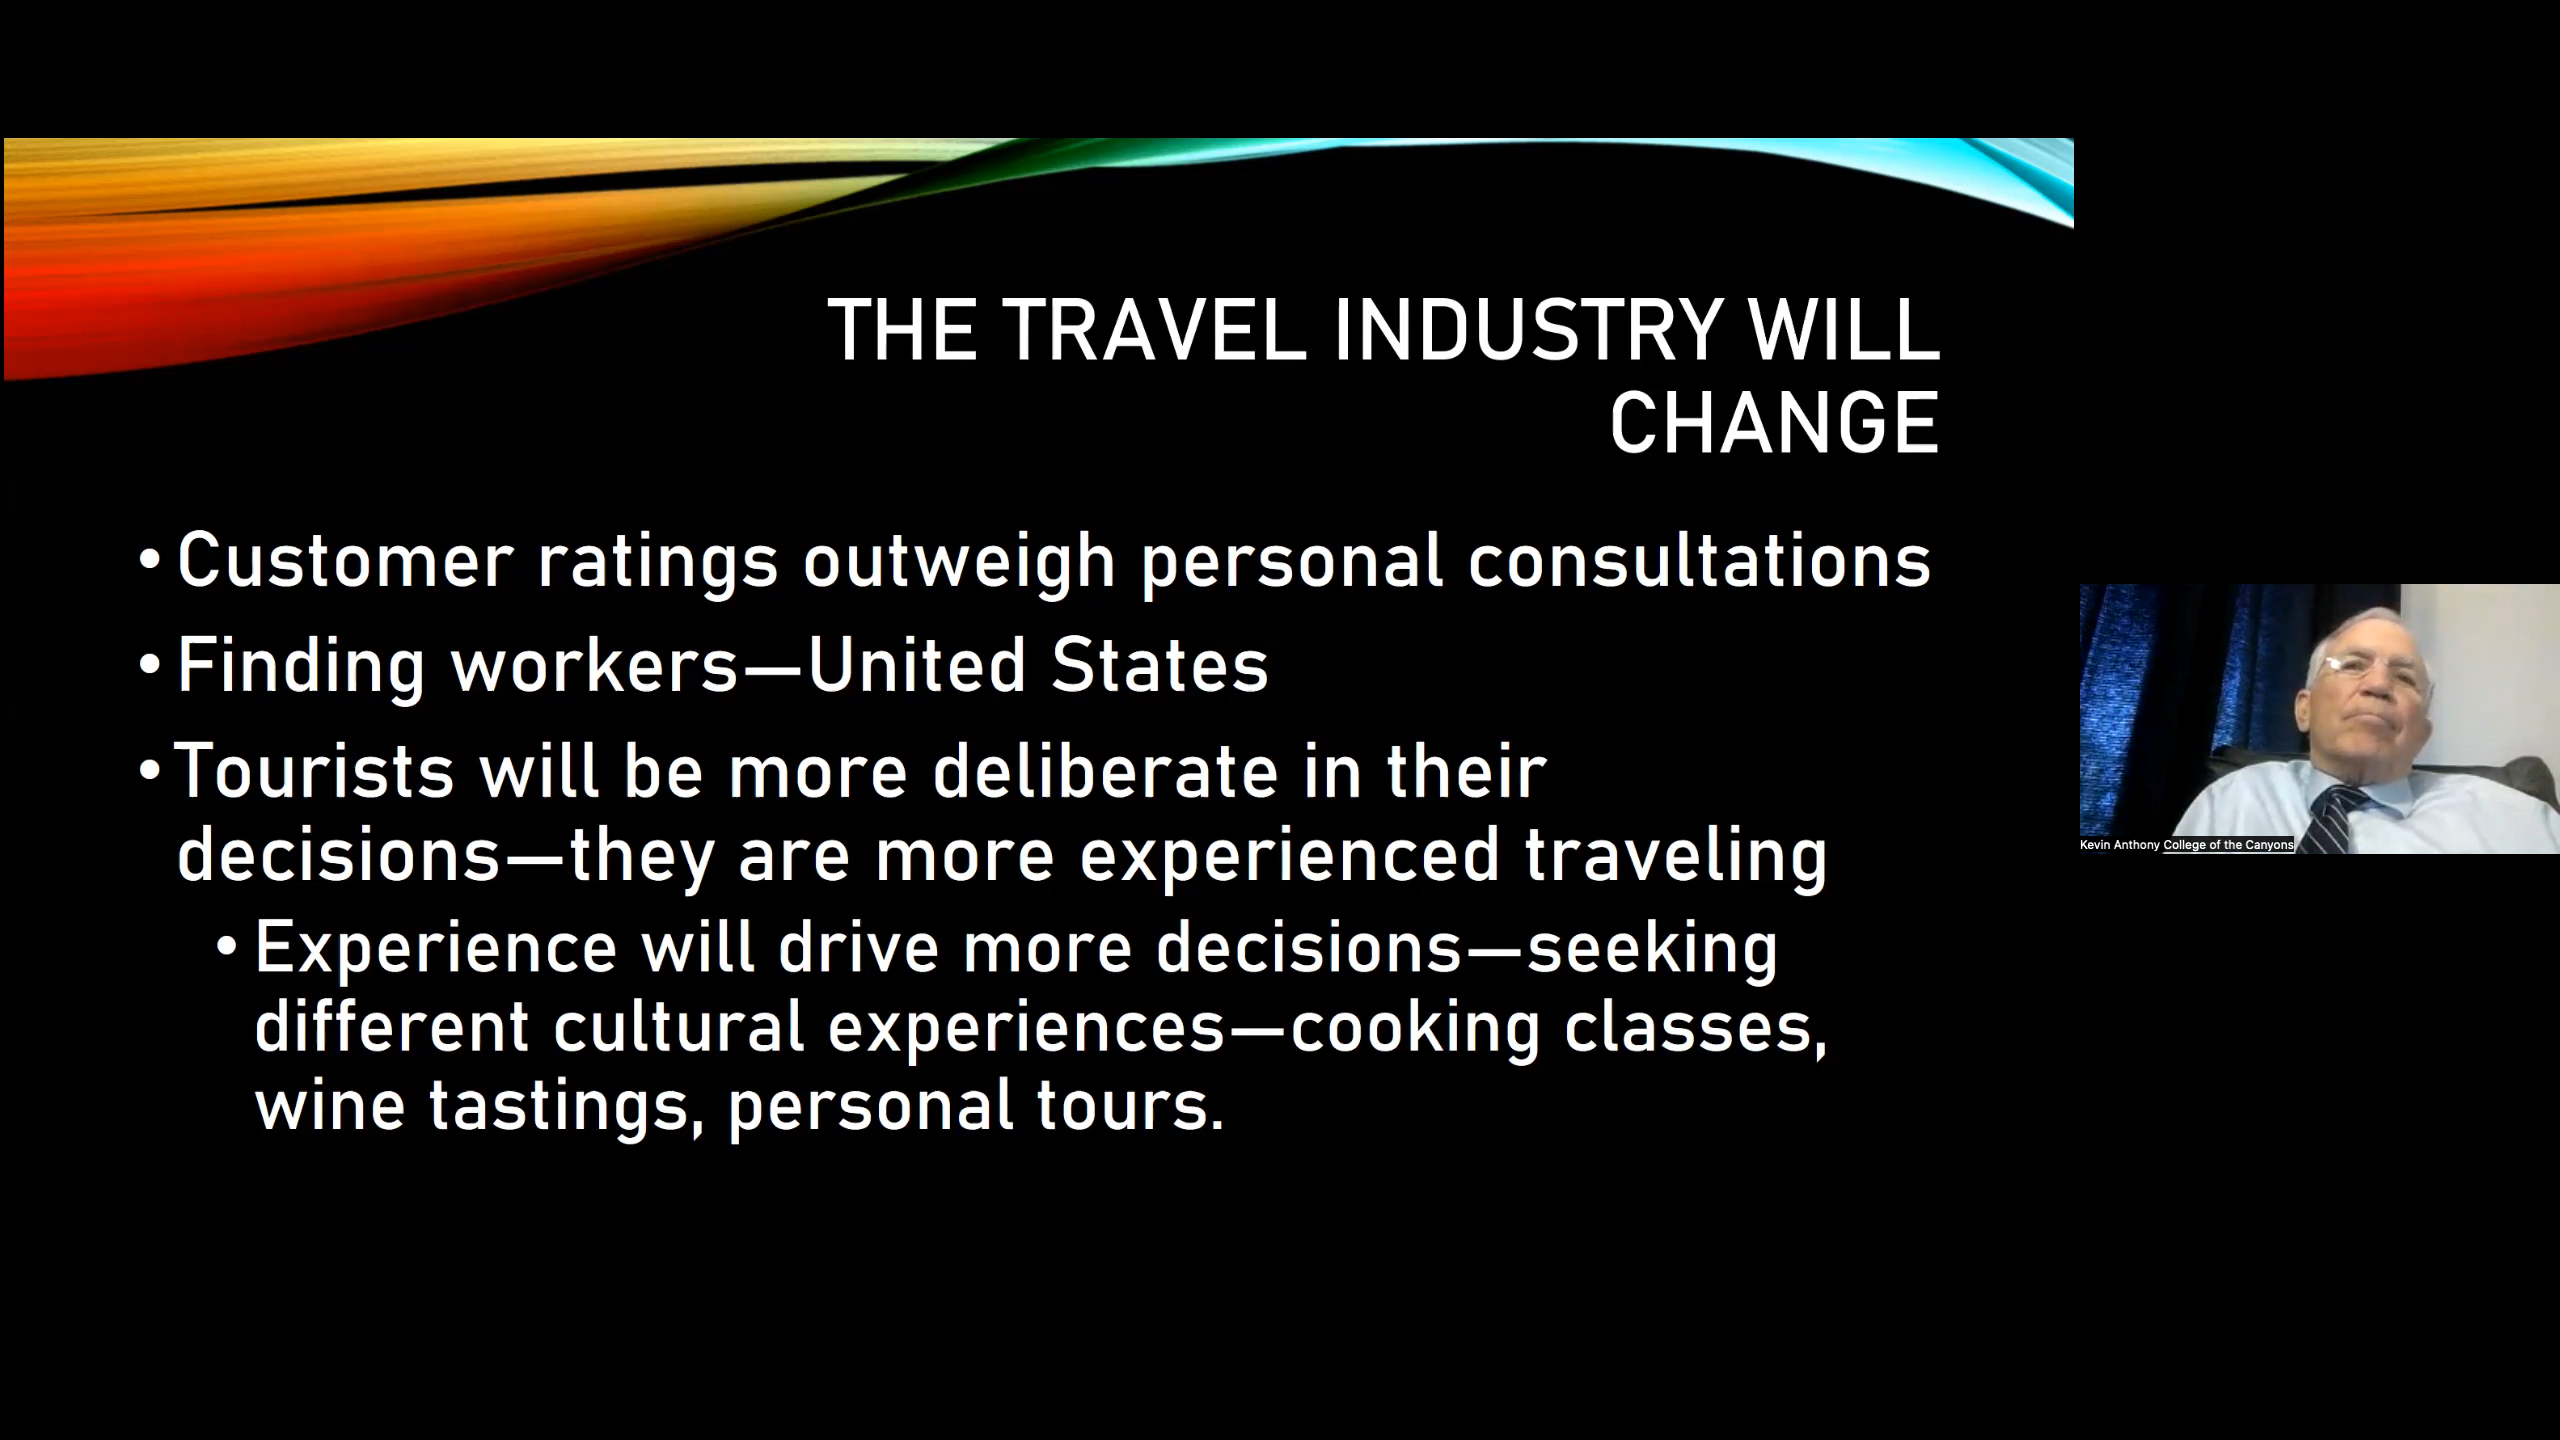 THE TRAVEL INDUSTRY WILL
CHANGE
• Customer ratings outweigh personal consultations
• Finding workers—United States
• Tourists will be more deliberate in their
decisions—they are more experienced traveling
• Experience will drive more decisions—seeking
different cultural experiences—cooking classes,
wine tastings, personal tours.
Kevin Anthony College of the Canyons